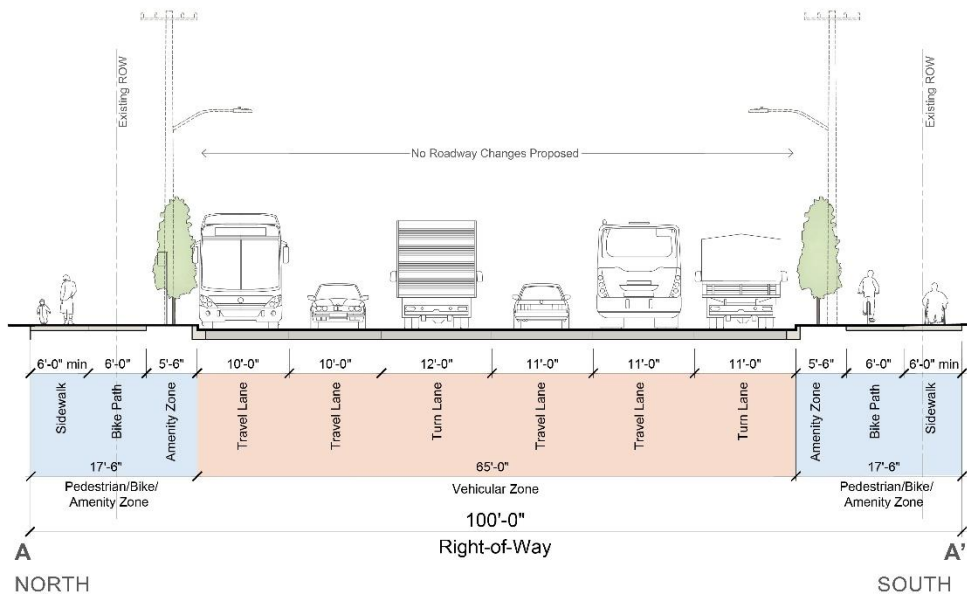 Existing ROW
Existing ROW
No Roadway Changes Proposed
6'-0" min 6'-0" 5'-6" 10'-0" 10'-0" 12'-0" 11'-0" 11'-0" 11'-0" 5'-6" 6'-0" 6'-0" min
Sidewalk
Bike Path
Amenity Zone
Travel Lane
Travel Lane
Turn Lane
Travel Lane
Travel Lane
Turn Lane
Amenity Zone
Bike Path
Sidewalk
17'-6" 65'-0" 17'-6"
Pedestrian/Bike/
Amenity Zone
Vehicular Zone
Pedestrian/Bike/
Amenity Zone
100'-0"
Right-of-Way
A A'
NORTH SOUTH